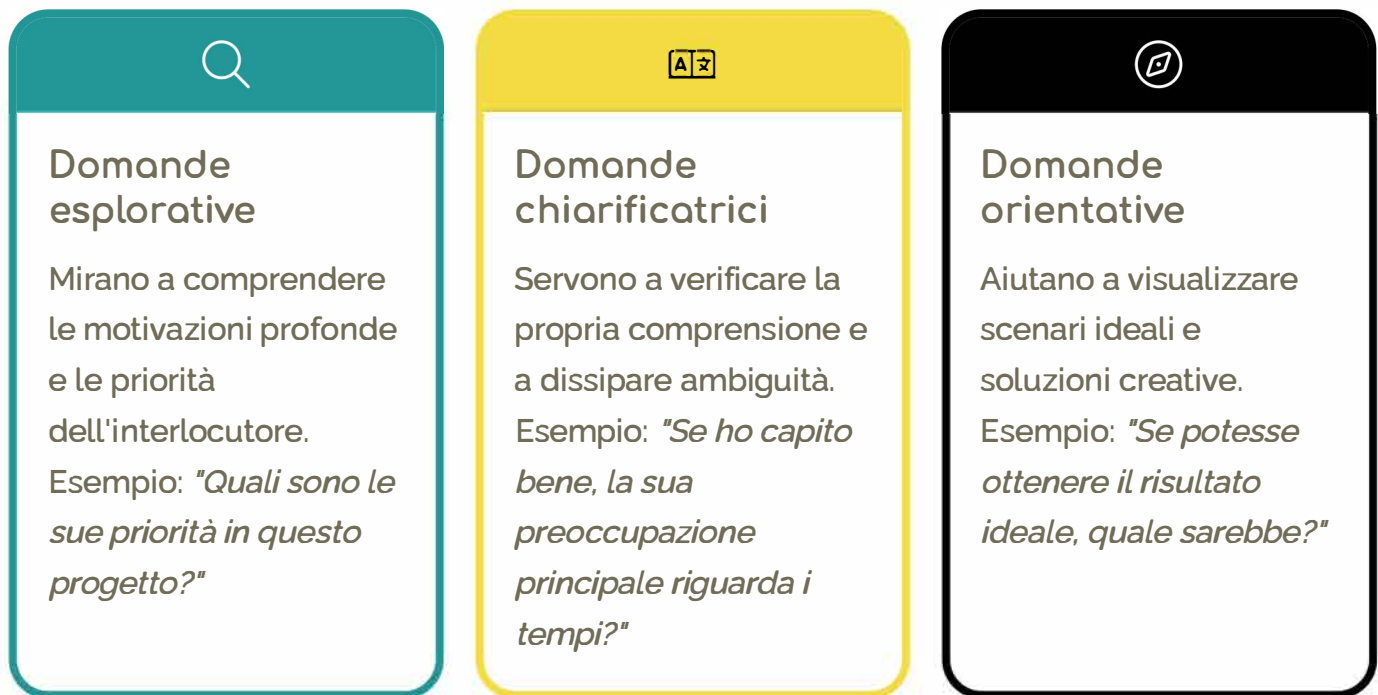 A文
Domande
esplorative
Mirano a comprendere
le motivazioni profonde
e le priorità
dell'interlocutore.
Esempio: "Quali sono le
sue priorità in questo
progetto?"
Domande
chiarificatrici
Servono a verificare la
propria comprensione e
a dissipare ambiguità.
Esempio: "Se ho capito
bene, la sua
preoccupazione
principale riguarda i
tempi?"
Domande
orientative
Aiutano a visualizzare
scenari ideali e
soluzioni creative.
Esempio: "Se potesse
ottenere il risultato
ideale, quale sarebbe?"